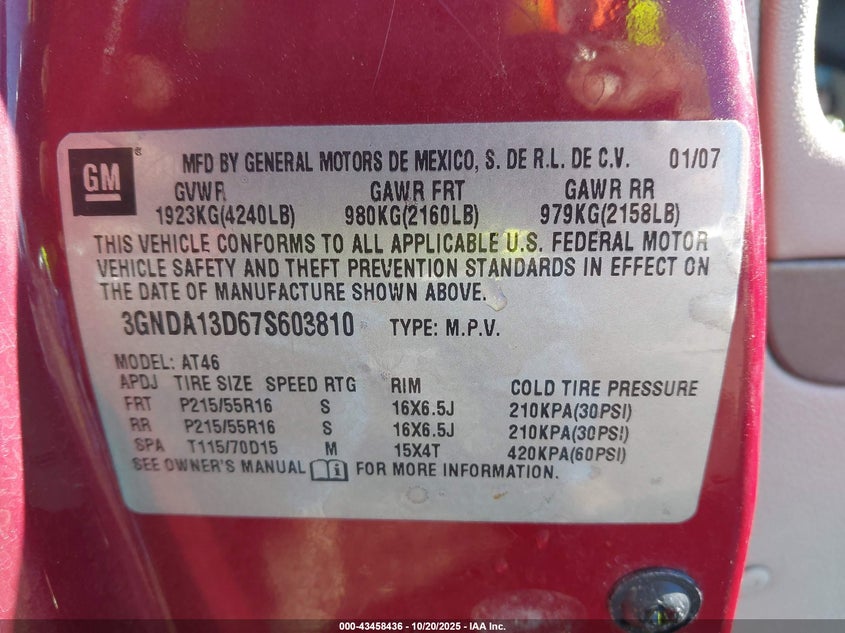 GM MFD BY GENERAL MOTORS DE MEXICO, S. DE R.L. DE C.V. 01/07
GVWR GAWR FRT GAWR RR
1923KG(4240LB) 980KG(2160LB) 979KG(2158LB)
THIS VEHICLE CONFORMS TO ALL APPLICABLE U.S. FEDERAL MOTOR
VEHICLE SAFETY AND THEFT PREVENTION STANDARDS IN EFFECT ON
THE DATE OF MANUFACTURE SHOWN ABOVE.
3GNDA13D67S603810 TYPE: M.P.V.
MODEL: AT46
APDJ TIRE SIZE SPEED RTG RIM COLD TIRE PRESSURE
FRT P215/55R16 S 16X6.5J 210KPA(30PSI)
RR P215/55R16 S 16X6.5J 210KPA(30PSI)
SPA T115/70D15 M 15X4T 420KPA(60PSI)
SEE OWNER'S MANUAL i FOR MORE INFORMATION.
000-43458436 - 10/20/2025 - IAA Inc.